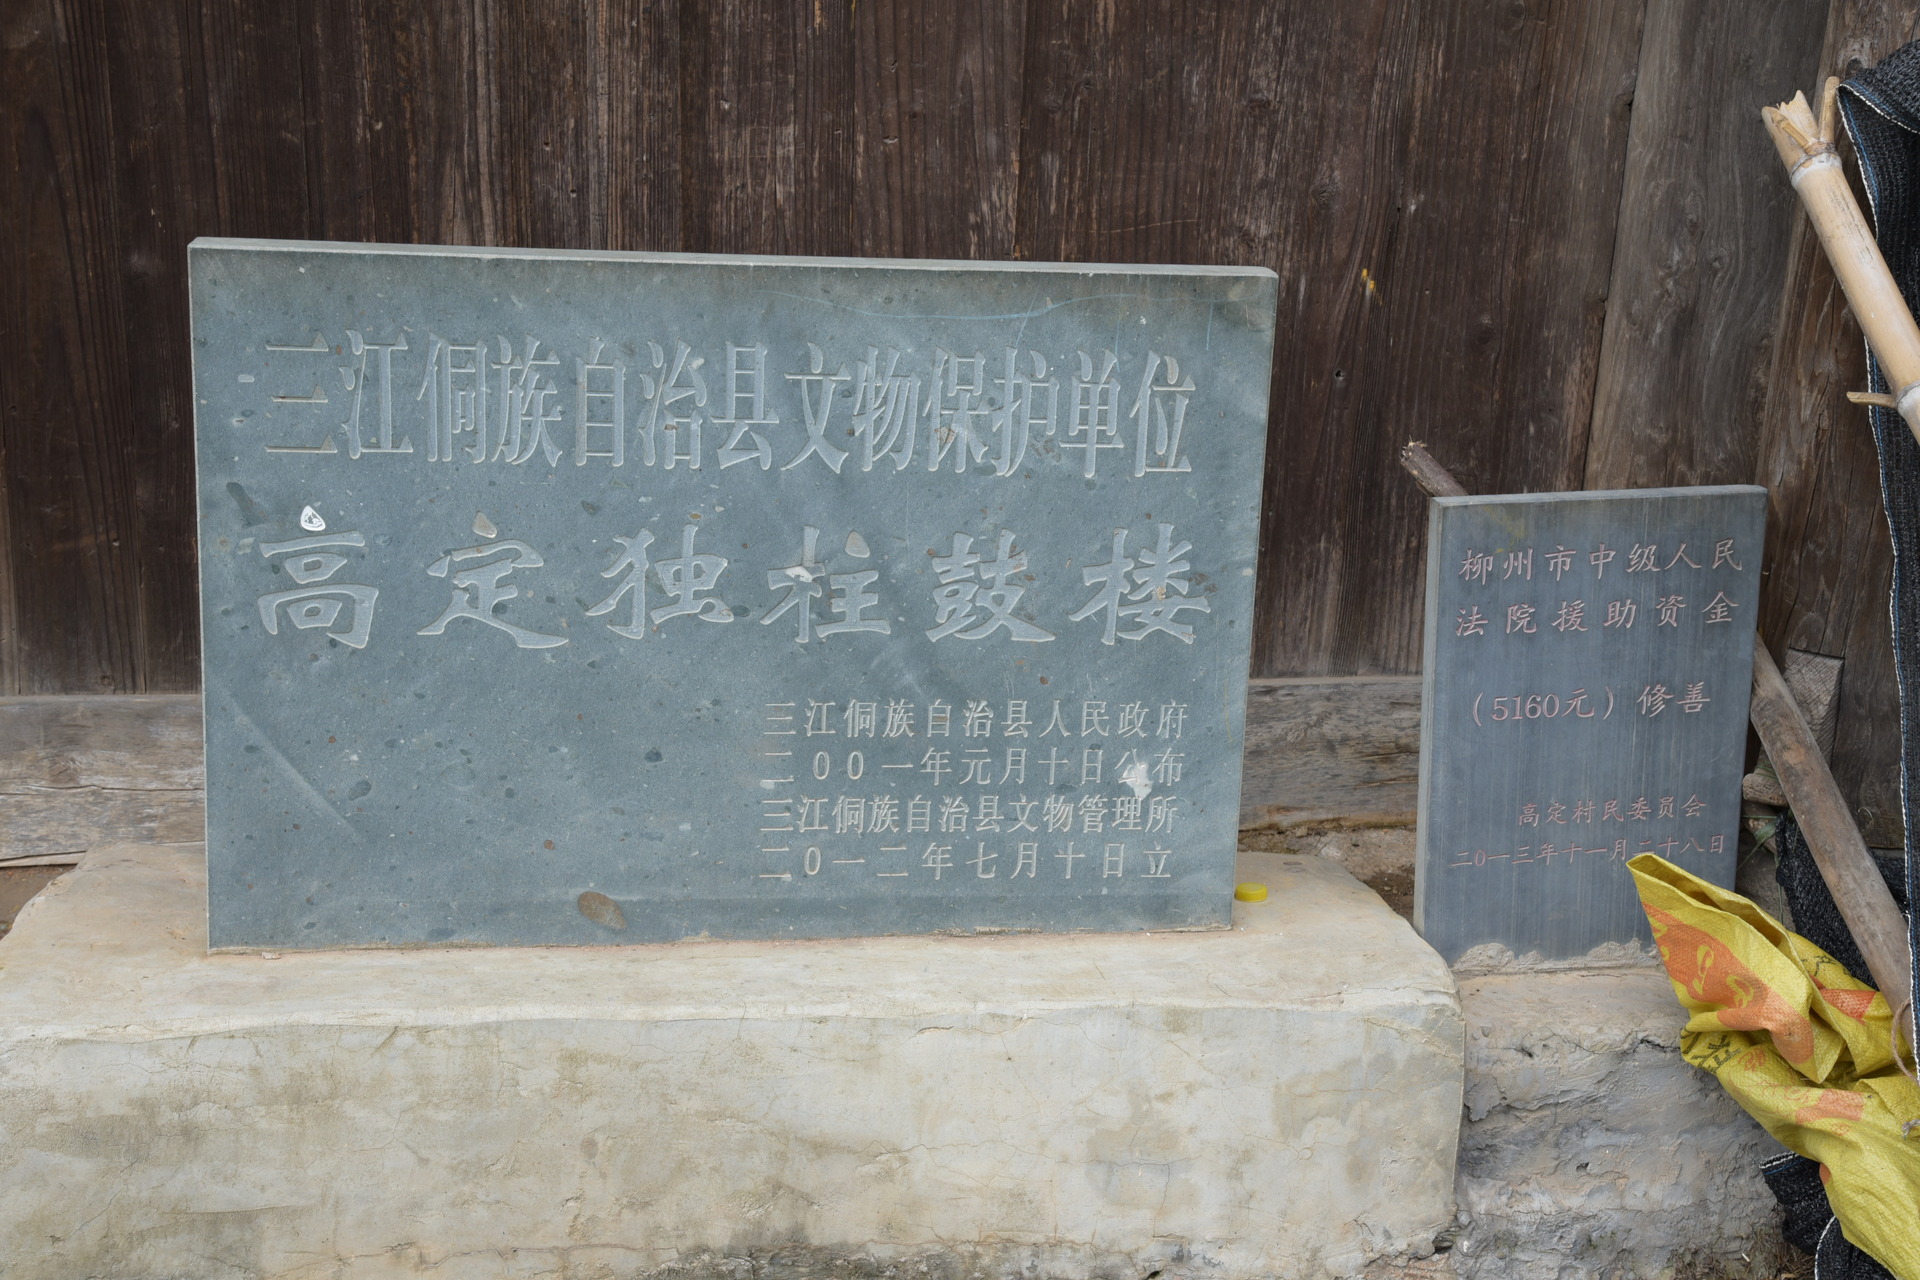 三江侗族自治县文物保护单位
高定独柱鼓楼
三江侗族自治县人民政府
二00一年元月十日公布
三江侗族自治县文物管理所
二0一二年七月十日立
柳州市中级人民
法院援助资金
（5160元）修善
高定村民委员会
二0一三年十一月二十八日